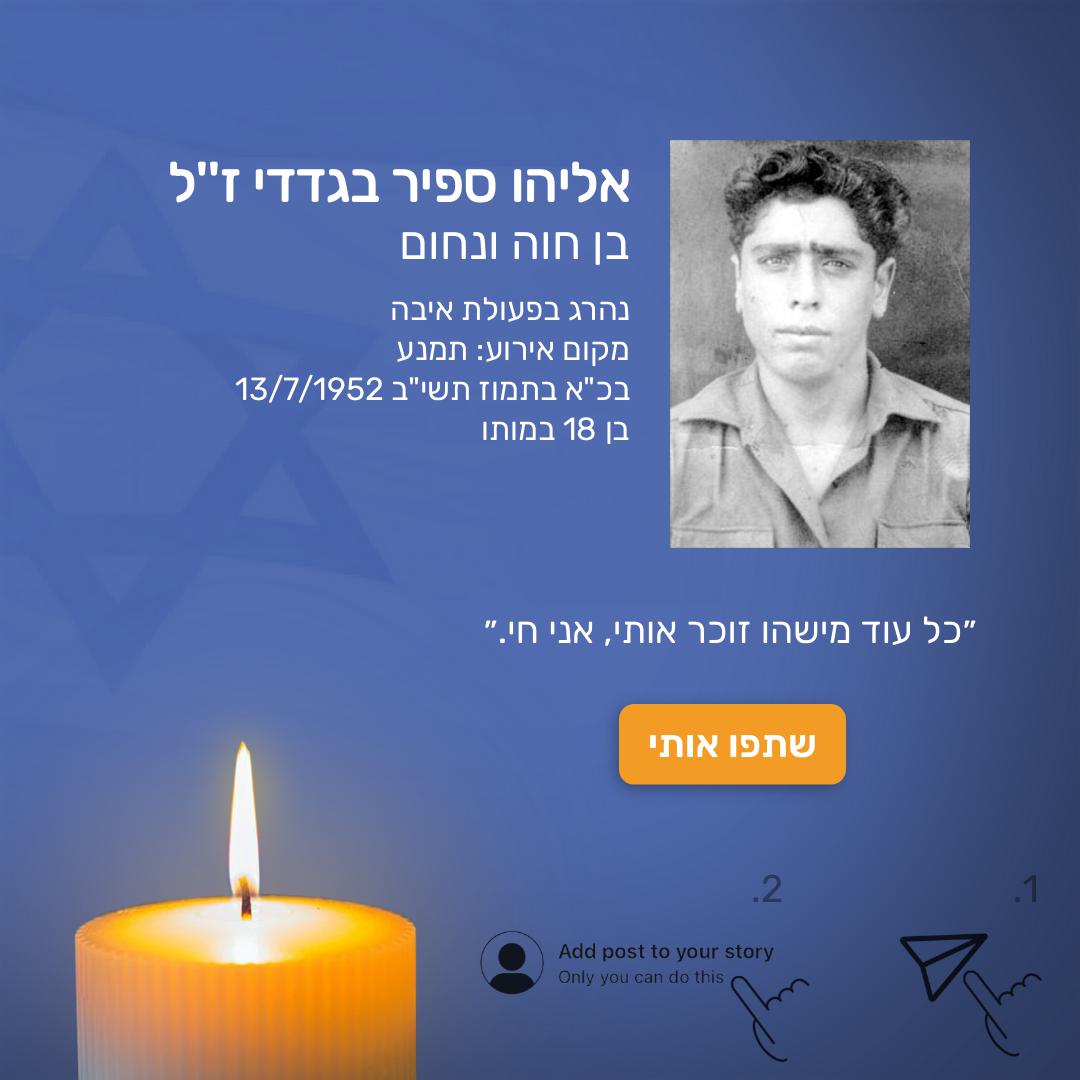 אליהו ספיר בגדדי ז"ל
בן חוה ונחום
נהרג בפעולת איבה
מקום אירוע: תמנע
בכ"א בתמוז תשי"ב 13/7/1952
בן 18 במותו
״כל עוד מישהו זוכר אותי, אני חי.״
שתפו אותי
.1
.2
Add post to your story
Only you can do this